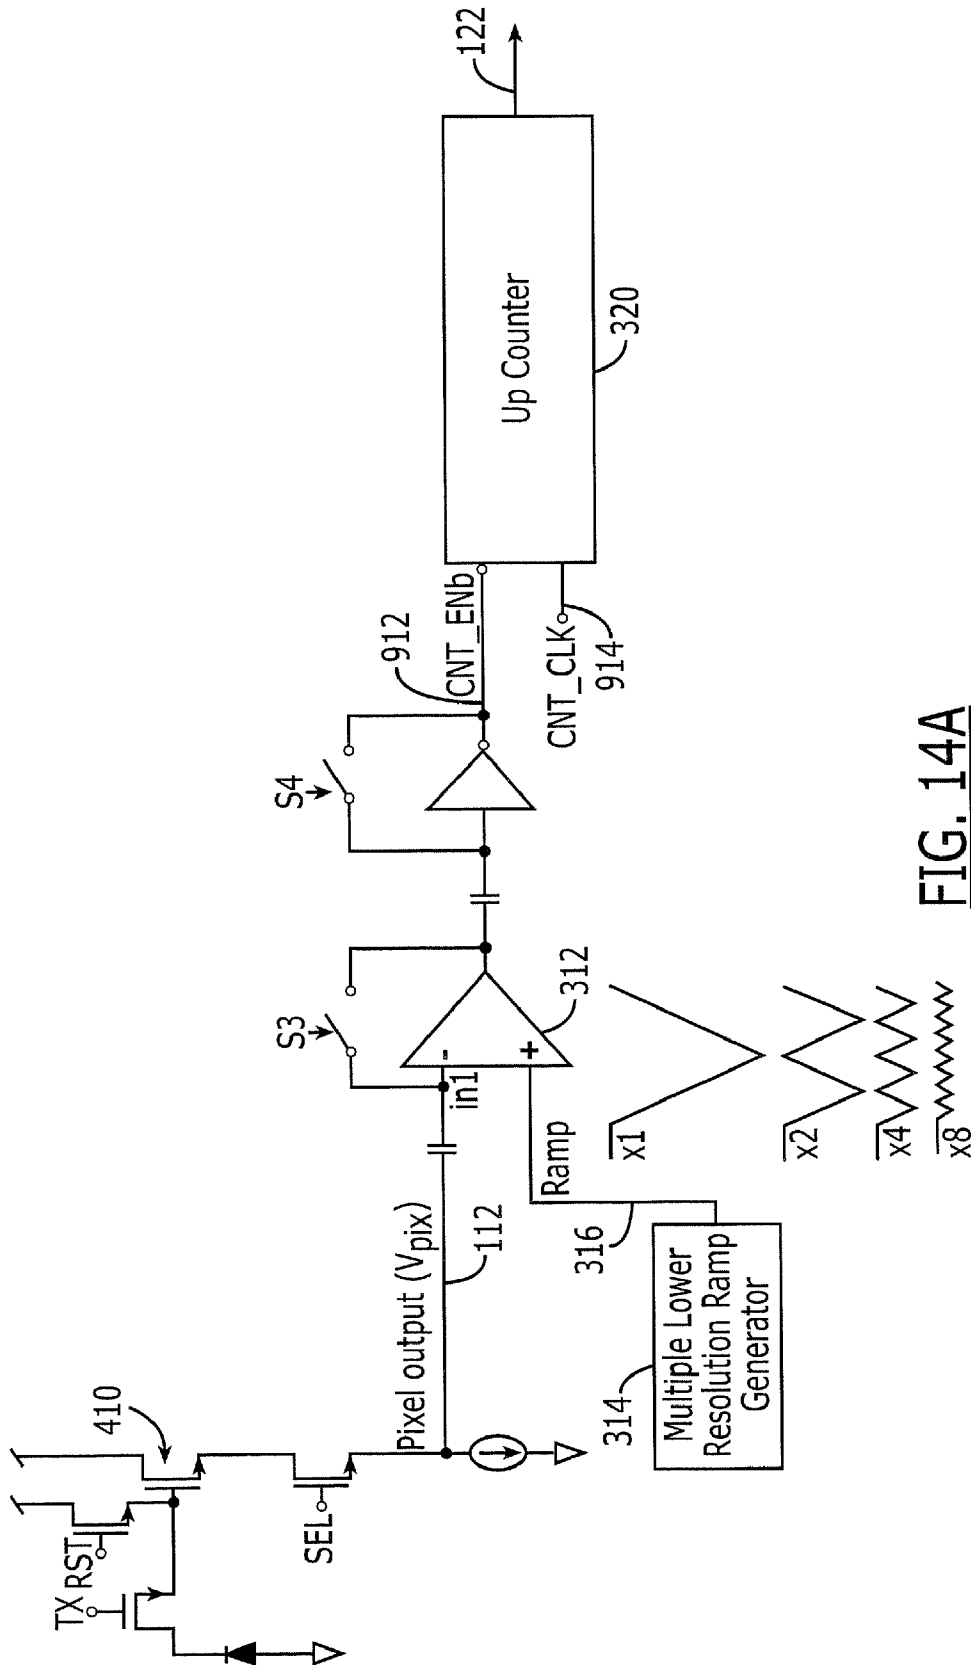 TX
RST
410
SEL
Pixel output (Vpix)
112
314
Multiple Lower
Resolution Ramp
Generator
316
Ramp
in1
-
+
S3
312
x1
x2
x4
x8
S4
912
CNT_ENb
CNT_CLK
914
Up Counter
320
122
FIG. 14A